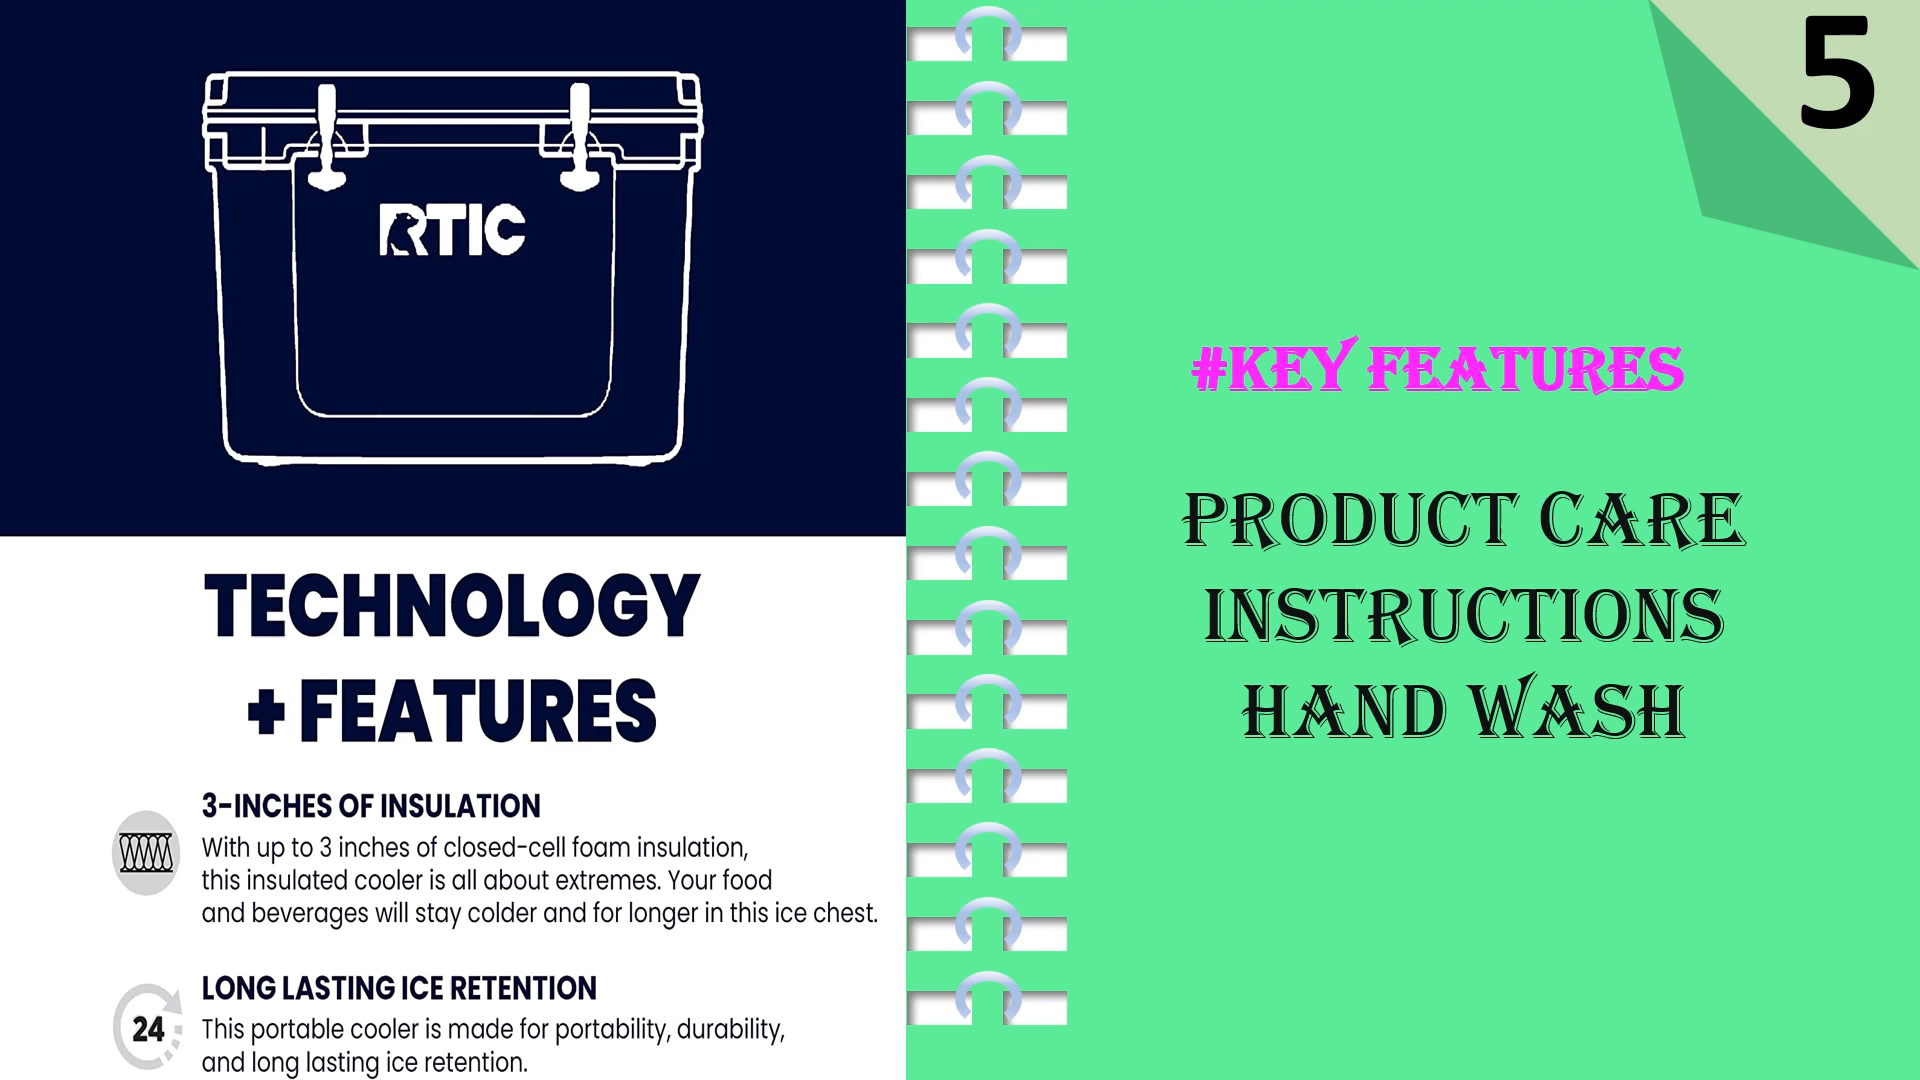 RTIC
TECHNOLOGY
+ FEATURES
3-INCHES OF INSULATION
With up to 3 inches of closed-cell foam insulation,
this insulated cooler is all about extremes. Your food
and beverages will stay colder and for longer in this ice chest.
24
LONG LASTING ICE RETENTION
This portable cooler is made for portability, durability,
and long lasting ice retention.
5
#KEY FEATURES
PRODUCT CARE
INSTRUCTIONS
HAND WASH